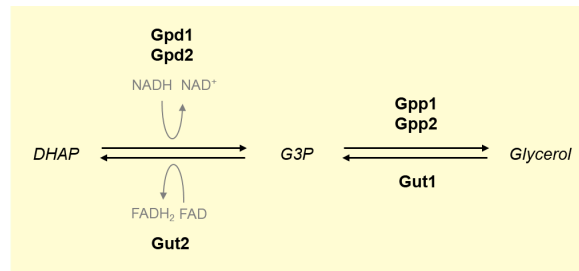 Gpd1
Gpd2
NADH NAD⁺
Gpp1
Gpp2
DHAP G3P Glycerol
Gut1
FADH₂ FAD
Gut2